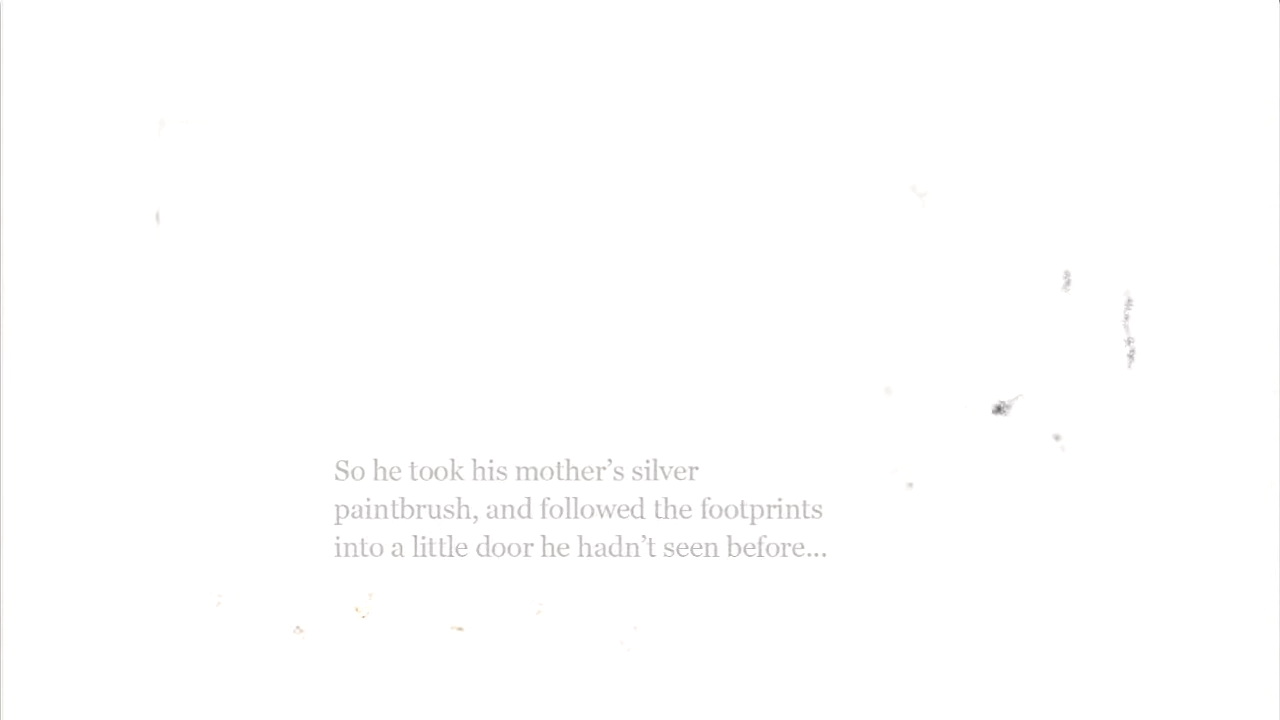 So he took his mother’s silver
paintbrush, and followed the footprints
into a little door he hadn’t seen before...